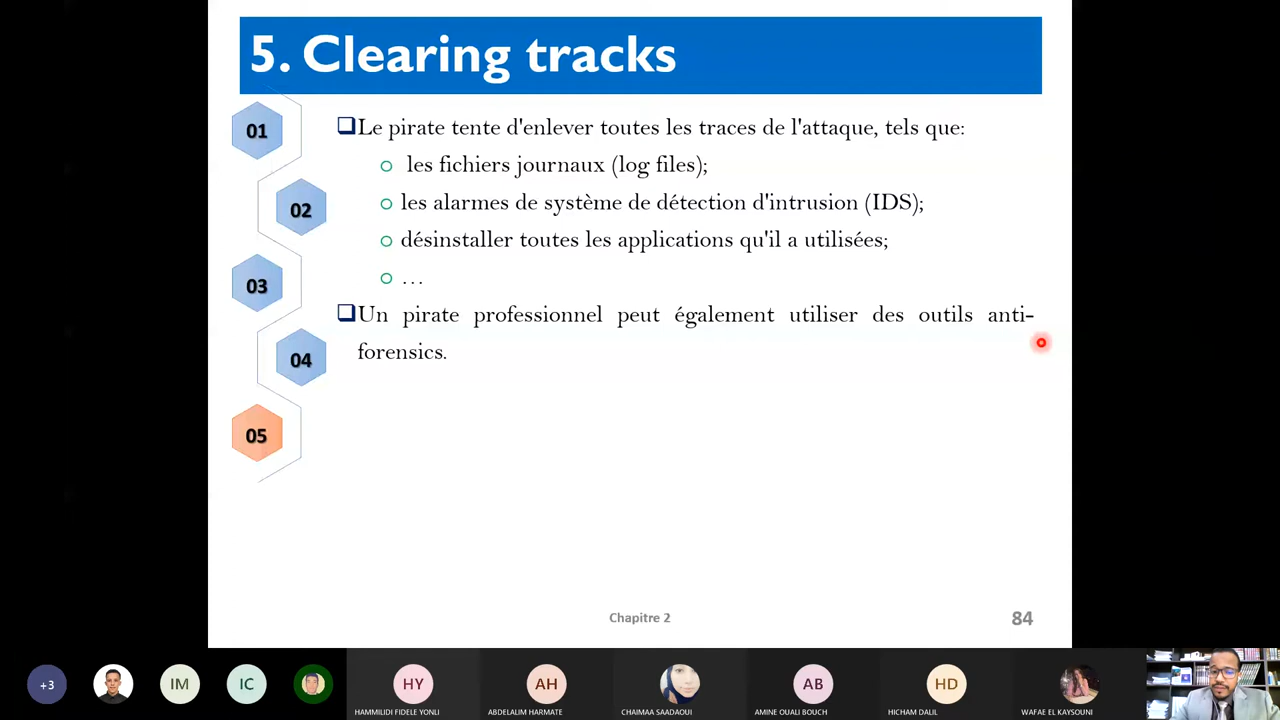 5. Clearing tracks
01
02
03
04
05
❑Le pirate tente d'enlever toutes les traces de l'attaque, tels que:
o les fichiers journaux (log files);
o les alarmes de système de détection d'intrusion (IDS);
o désinstaller toutes les applications qu'il a utilisées;
o …
❑Un pirate professionnel peut également utiliser des outils anti-
forensics.
Chapitre 2
84
+3
IM
IC
HY
AH
AB
HD
HAMMILIDI FIDELE YONLI
ABDELALIM HARMATE
CHAIMAA SAADAOUI
AMINE OUALI BOUCH
HICHAM DALIL
WAFAE EL KAYSOUNI